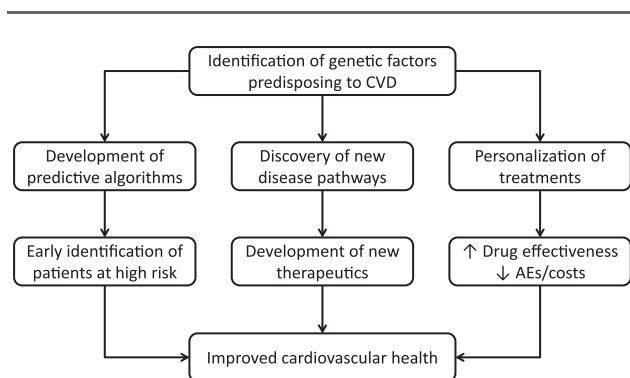 Identification of genetic factors
predisposing to CVD
Development of
predictive algorithms
Discovery of new
disease pathways
Personalization of
treatments
Early identification of
patients at high risk
Development of new
therapeutics
↑ Drug effectiveness
↓ AEs/costs
Improved cardiovascular health